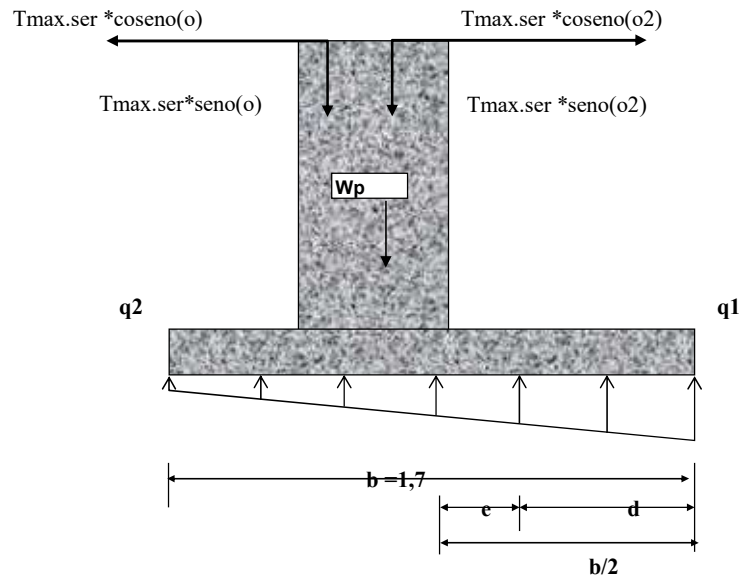 Tmax.ser *coseno(o)
Tmax.ser *coseno(o2)
Tmax.ser*seno(o)
Tmax.ser *seno(o2)
Wp
q2
q1
b =1,7
e
d
b/2